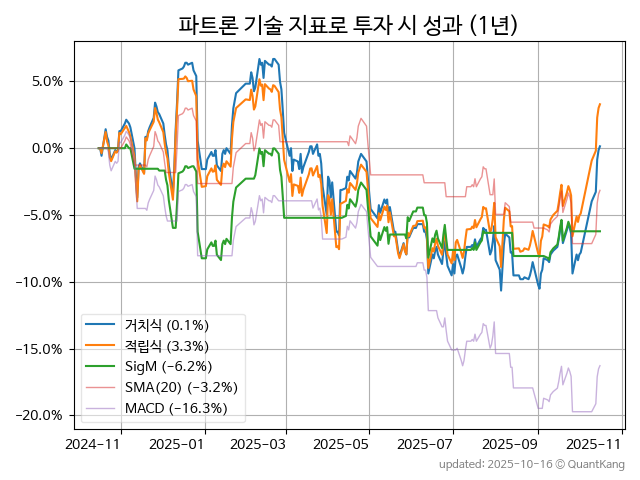 파트론 기술 지표로 투자 시 성과 (1년)
5.0%
0.0%
−5.0%
−10.0%
−15.0%
−20.0%
거치식 (0.1%)
적립식 (3.3%)
SigM (−6.2%)
SMA(20) (−3.2%)
MACD (−16.3%)
2024−11
2025−01
2025−03
2025−05
2025−07
2025−09
2025−11
updated: 2025-10-16 © QuantKang